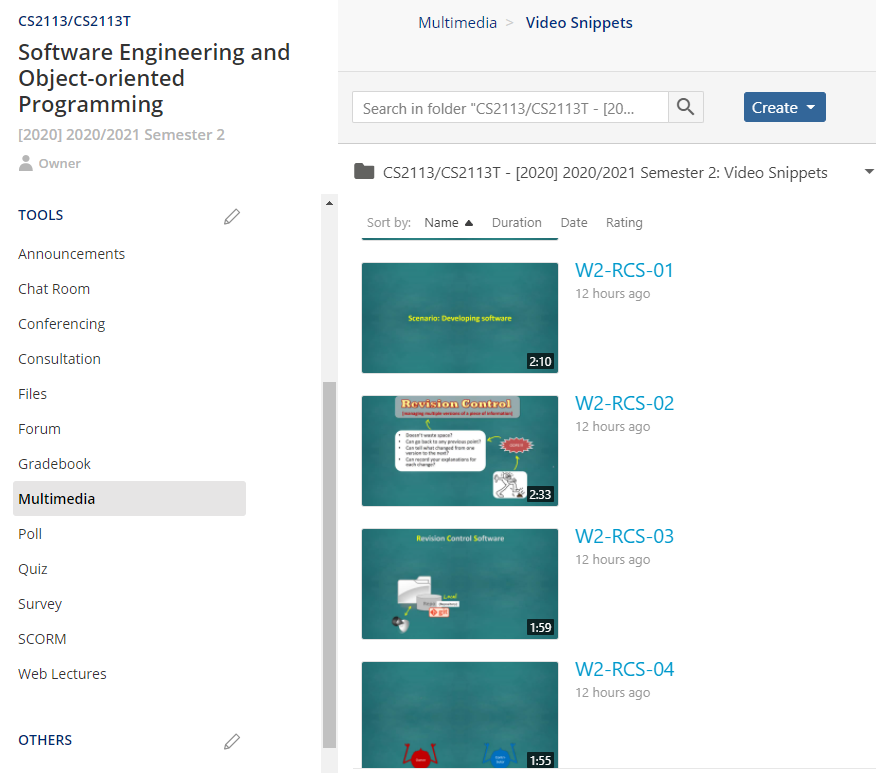 CS2113/CS2113T
Software Engineering and
Object-oriented
Programming
[2020] 2020/2021 Semester 2
Owner
TOOLS
Announcements
Chat Room
Conferencing
Consultation
Files
Forum
Gradebook
Multimedia
Poll
Quiz
Survey
SCORM
Web Lectures
OTHERS
Multimedia > Video Snippets
Search in folder "CS2113/CS2113T - [20...
Create
CS2113/CS2113T - [2020] 2020/2021 Semester 2: Video Snippets
Sort by: Name Duration Date Rating
Scenario: Developing software
2:10
W2-RCS-01
12 hours ago
Revision Control
(managing multiple versions of a piece of information)
• Doesn't waste space?
• Can go back to any previous point?
• Can tell what changed from one
version to the next?
• Can record your explanations for
each change?
2:33
W2-RCS-02
12 hours ago
Revision Control Software
Local
git
1:59
W2-RCS-03
12 hours ago
1:55
W2-RCS-04
12 hours ago